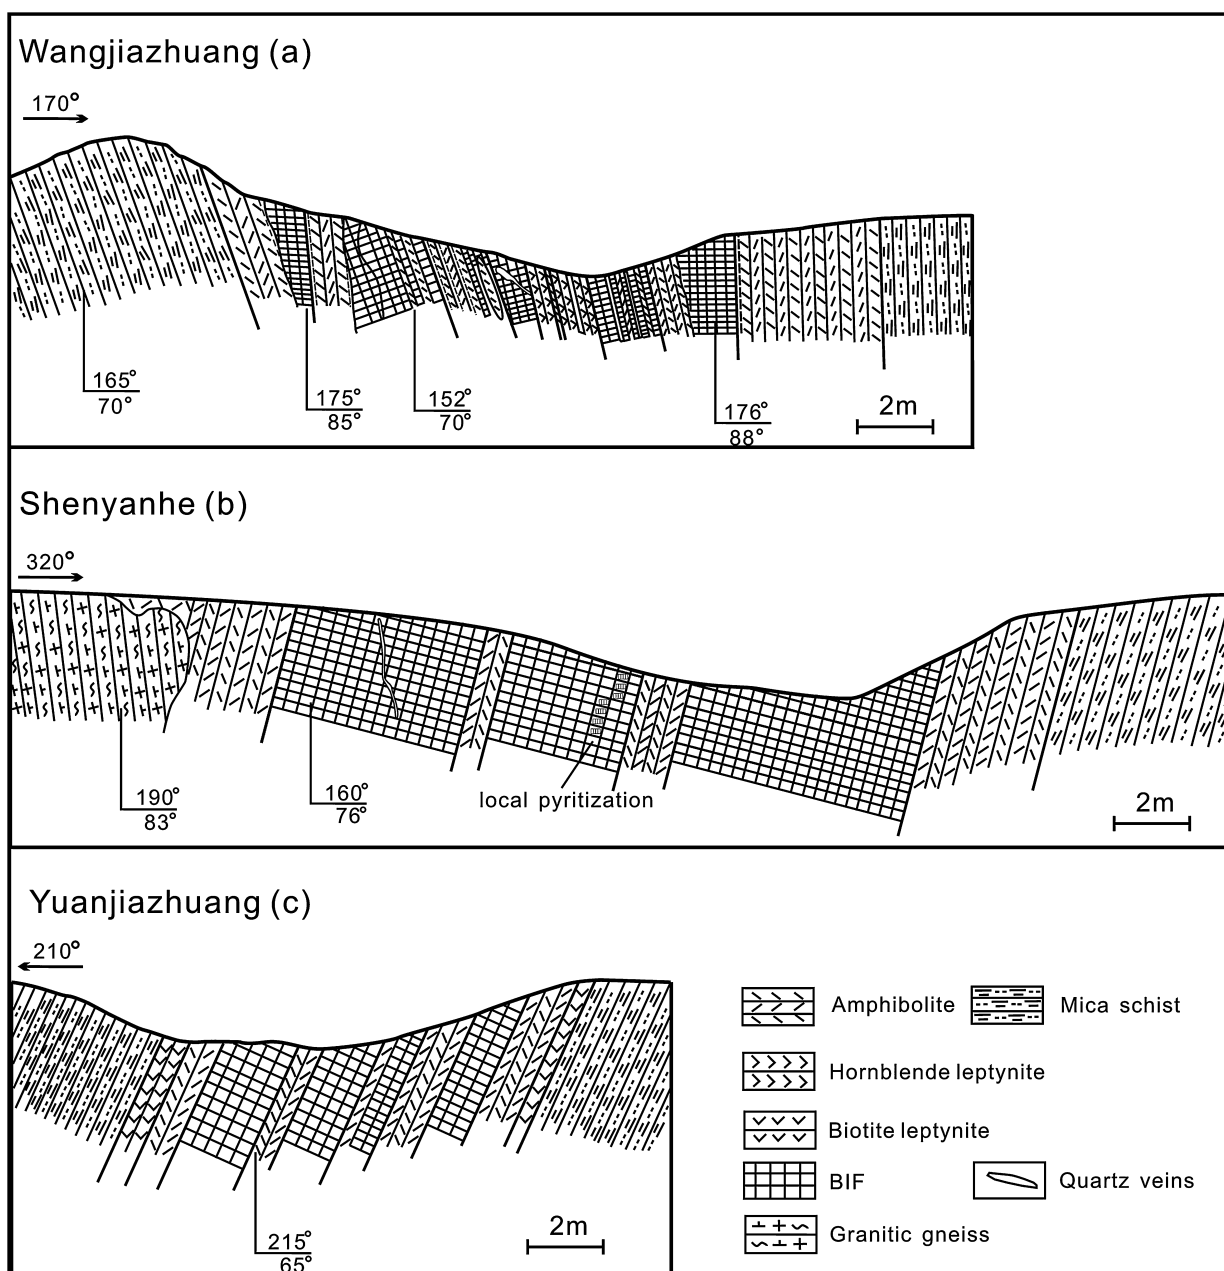 Wangjiazhuang (a)
170°
165°
70°
175°
85°
152°
70°
176°
88°
2m
Shenyanhe (b)
320°
190°
83°
160°
76°
local pyritization
2m
Yuanjiazhuang (c)
210°
215°
65°
2m
Amphibolite
Mica schist
Hornblende leptynite
Biotite leptynite
BIF
Quartz veins
Granitic gneiss